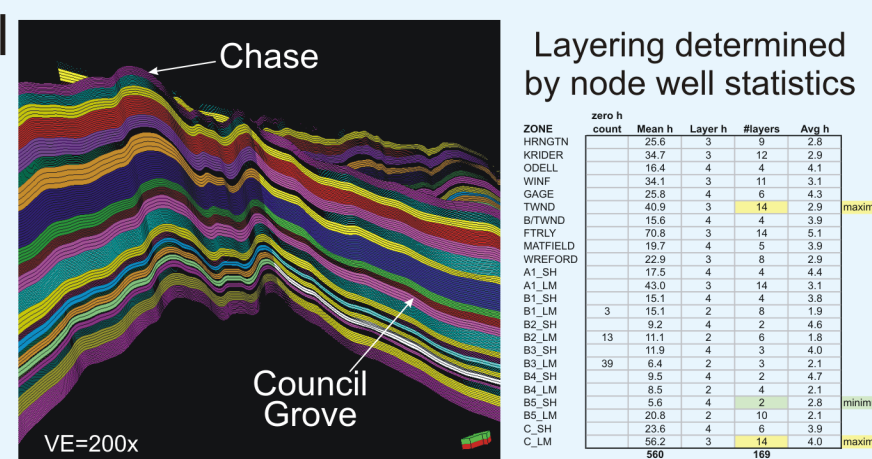 Chase
Council
Grove
VE=200x
Layering determined
by node well statistics
zero h
ZONE count Mean h Layer h #layers Avg h
HRNGTN 25.6 3 9 2.8
KRIDER 34.7 3 12 2.9
ODELL 16.4 4 4 4.1
WINF 34.1 3 11 3.1
GAGE 25.8 4 6 4.3
TWND 40.9 3 14 2.9 maxim
B/TWND 15.6 4 4 3.9
FTRLY 70.8 3 14 5.1
MATFIELD 19.7 4 5 3.9
WREFORD 22.9 3 8 2.9
A1_SH 17.5 4 4 4.4
A1_LM 43.0 3 14 3.1
B1_SH 15.1 4 4 3.8
B1_LM 3 15.1 2 8 1.9
B2_SH 9.2 4 2 4.6
B2_LM 13 11.1 2 6 1.8
B3_SH 11.9 4 3 4.0
B3_LM 39 6.4 2 3 2.1
B4_SH 9.5 4 2 4.7
B4_LM 8.5 2 4 2.1
B5_SH 5.6 4 2 2.8 minim
B5_LM 20.8 2 10 2.1
C_SH 23.6 4 6 3.9
C_LM 56.2 3 14 4.0 maxim
560 169